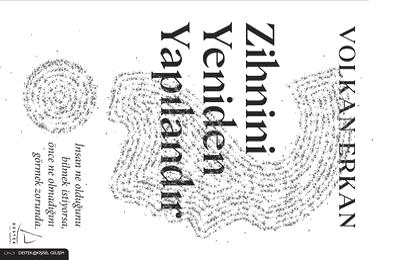 VOLKAN ERKAN
Zihnini
Yeniden
Yapılandır
İnsan ne olduğunu
bilmek istiyorsa,
önce ne olmadığını
görmek zorunda.
DESTEK
DESTEK KİŞİSEL GELİŞİM